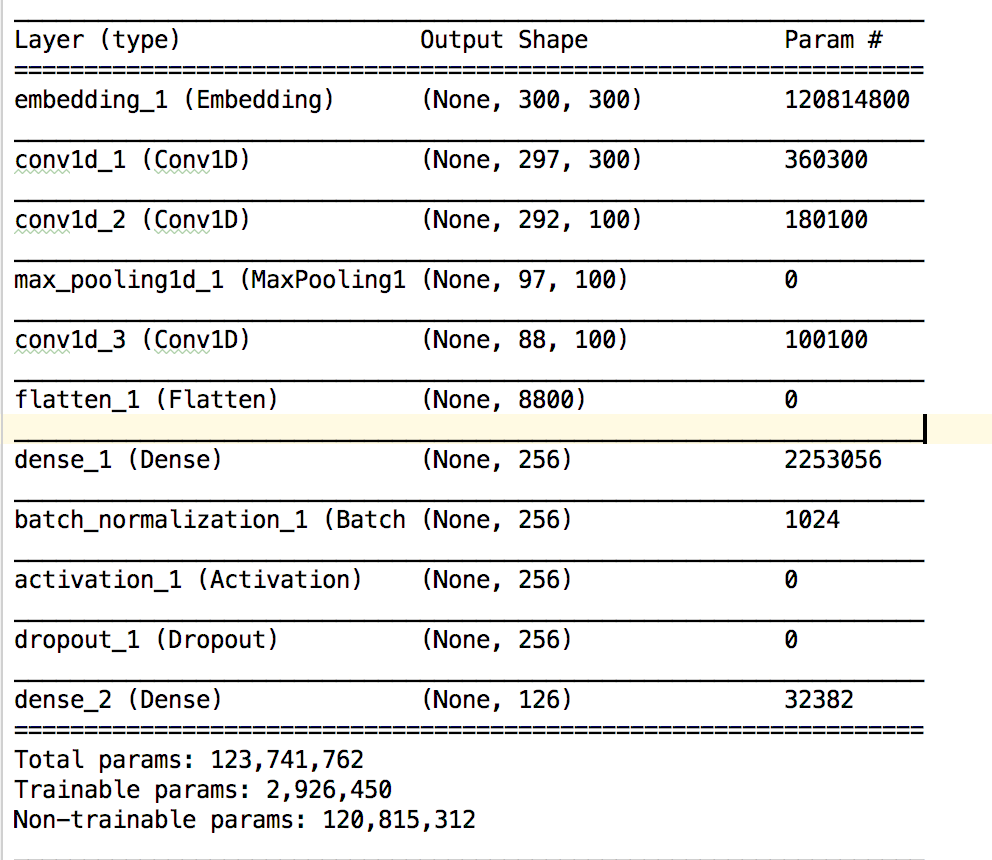 Layer (type) Output Shape Param #
=================================================================
embedding_1 (Embedding) (None, 300, 300) 120814800
conv1d_1 (Conv1D) (None, 297, 300) 360300
conv1d_2 (Conv1D) (None, 292, 100) 180100
max_pooling1d_1 (MaxPooling1 (None, 97, 100) 0
conv1d_3 (Conv1D) (None, 88, 100) 100100
flatten_1 (Flatten) (None, 8800) 0
dense_1 (Dense) (None, 256) 2253056
batch_normalization_1 (Batch (None, 256) 1024
activation_1 (Activation) (None, 256) 0
dropout_1 (Dropout) (None, 256) 0
dense_2 (Dense) (None, 126) 32382
=================================================================
Total params: 123,741,762
Trainable params: 2,926,450
Non-trainable params: 120,815,312